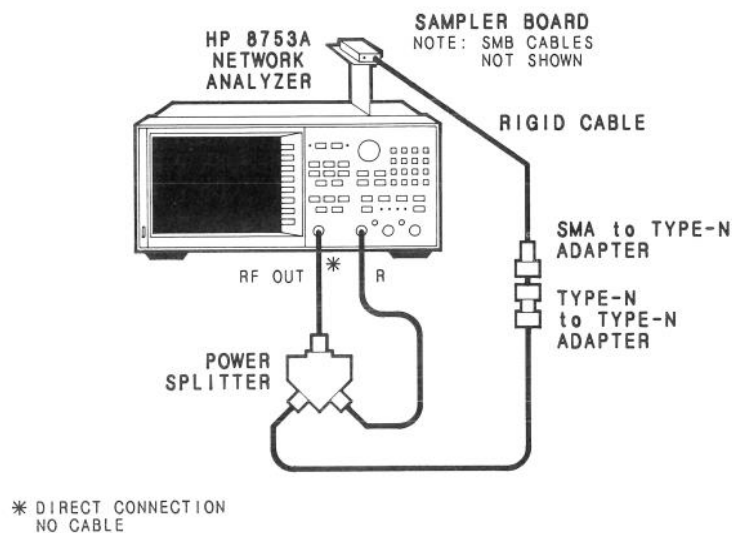 HP 8753A
NETWORK
ANALYZER
SAMPLER BOARD
NOTE: SMB CABLES
NOT SHOWN
RIGID CABLE
SMA to TYPE-N
ADAPTER
RF OUT
*
R
TYPE-N
to TYPE-N
ADAPTER
POWER
SPLITTER
* DIRECT CONNECTION
NO CABLE